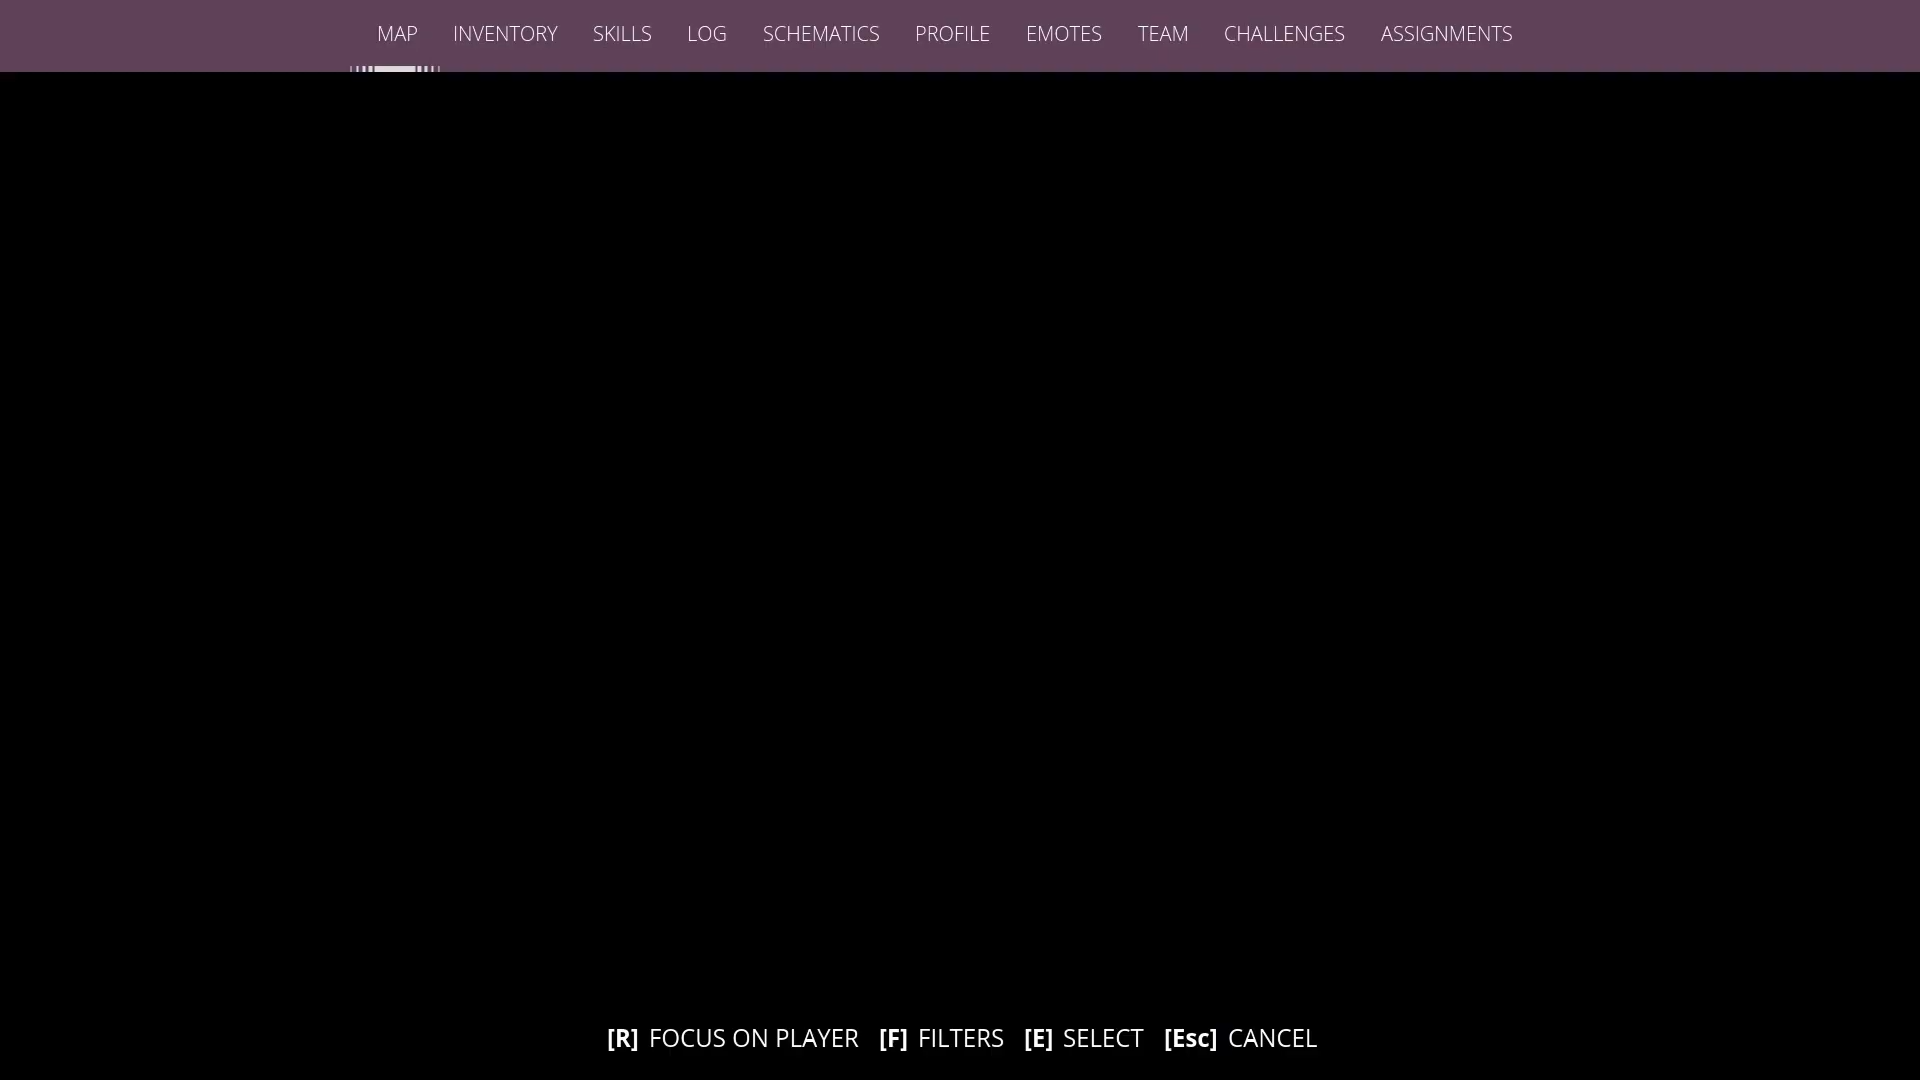 MAP INVENTORY SKILLS LOG SCHEMATICS PROFILE EMOTES TEAM CHALLENGES ASSIGNMENTS
[R] FOCUS ON PLAYER [F] FILTERS [E] SELECT [Esc] CANCEL